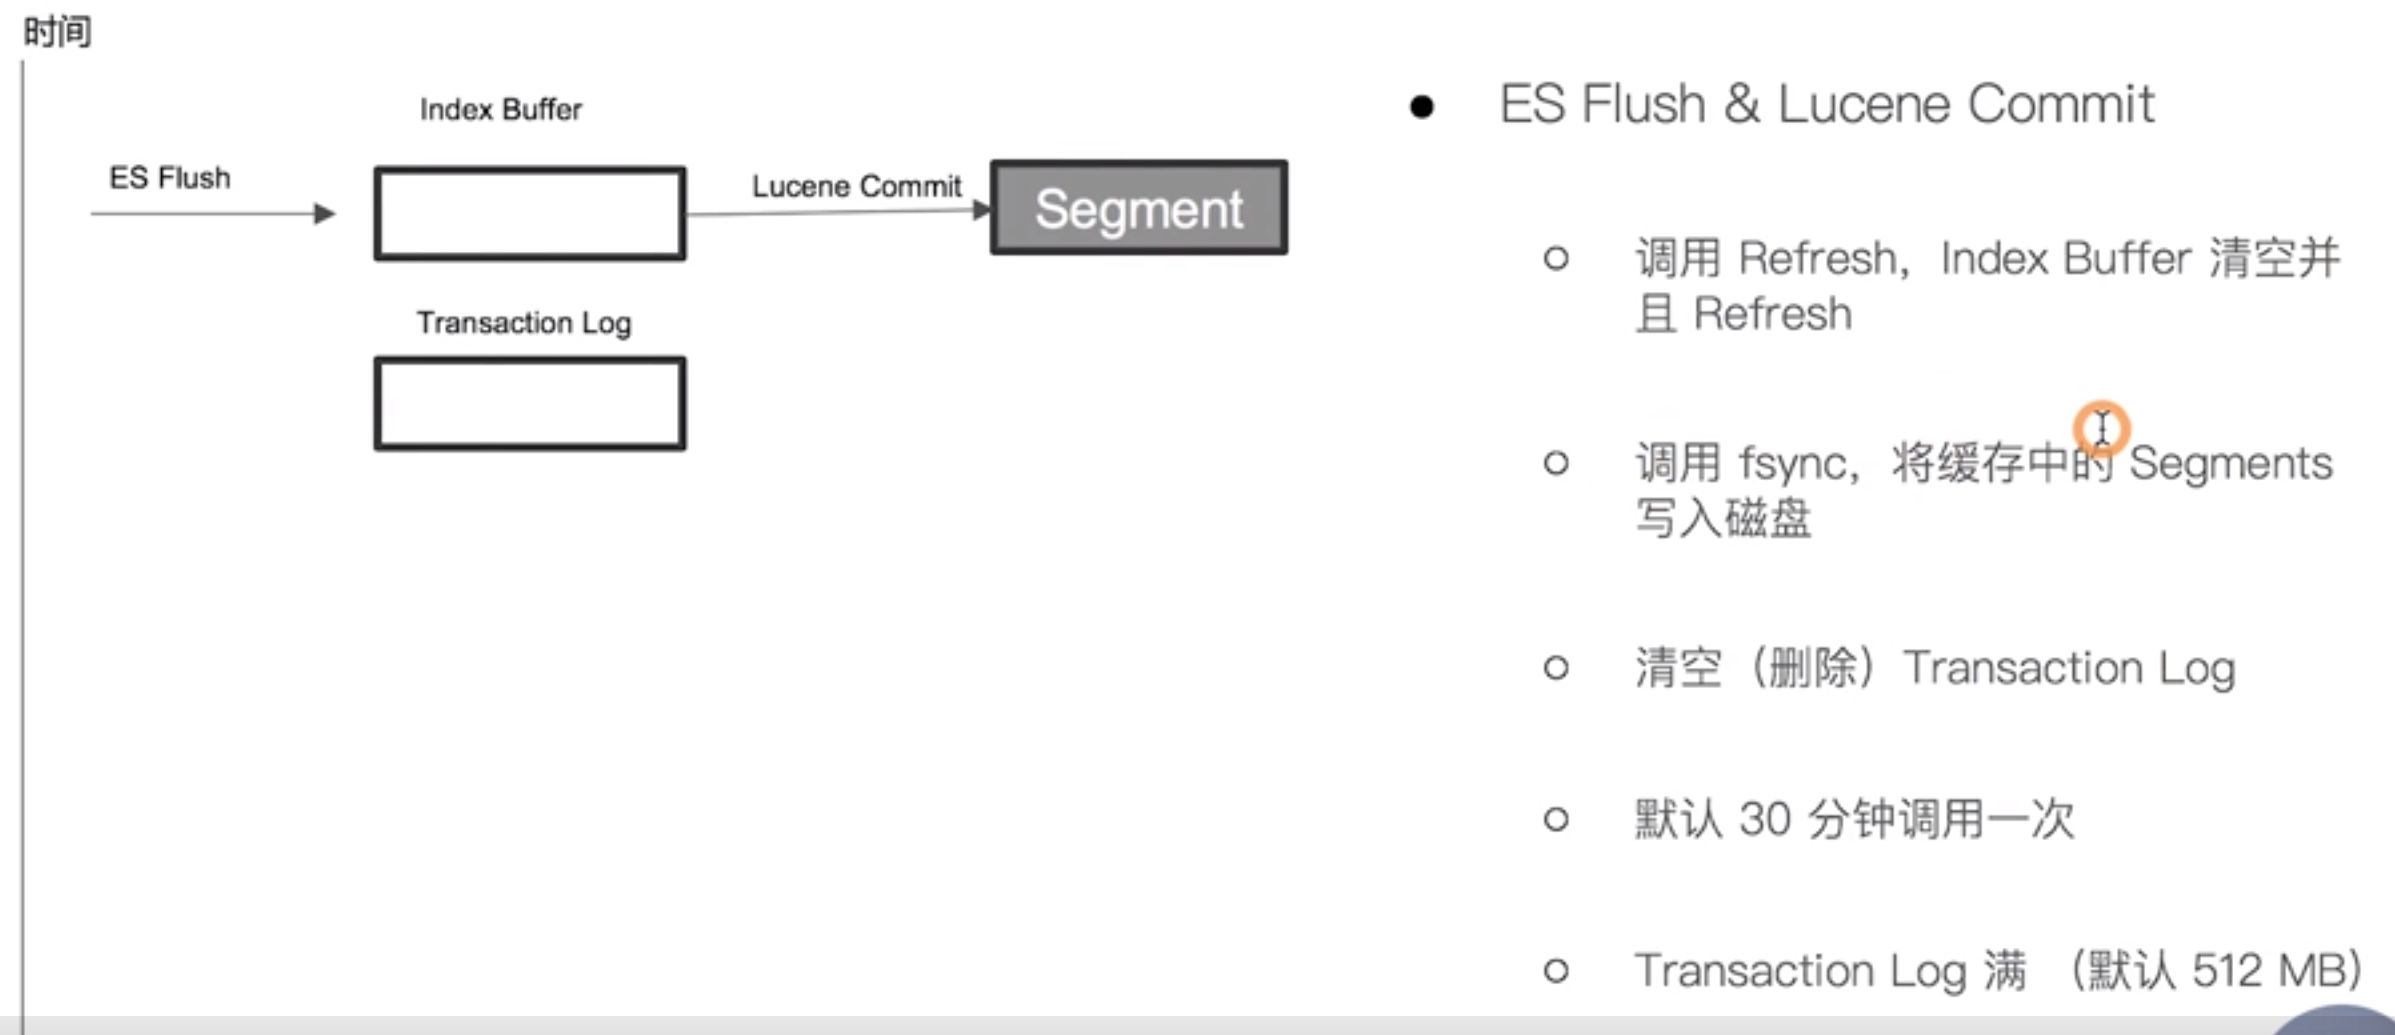 时间
Index Buffer
ES Flush
Lucene Commit
Segment
Transaction Log
ES Flush & Lucene Commit
调用 Refresh，Index Buffer 清空并
且 Refresh
调用 fsync，将缓存中的 Segments
写入磁盘
清空（删除）Transaction Log
默认 30 分钟调用一次
Transaction Log 满 （默认 512 MB）